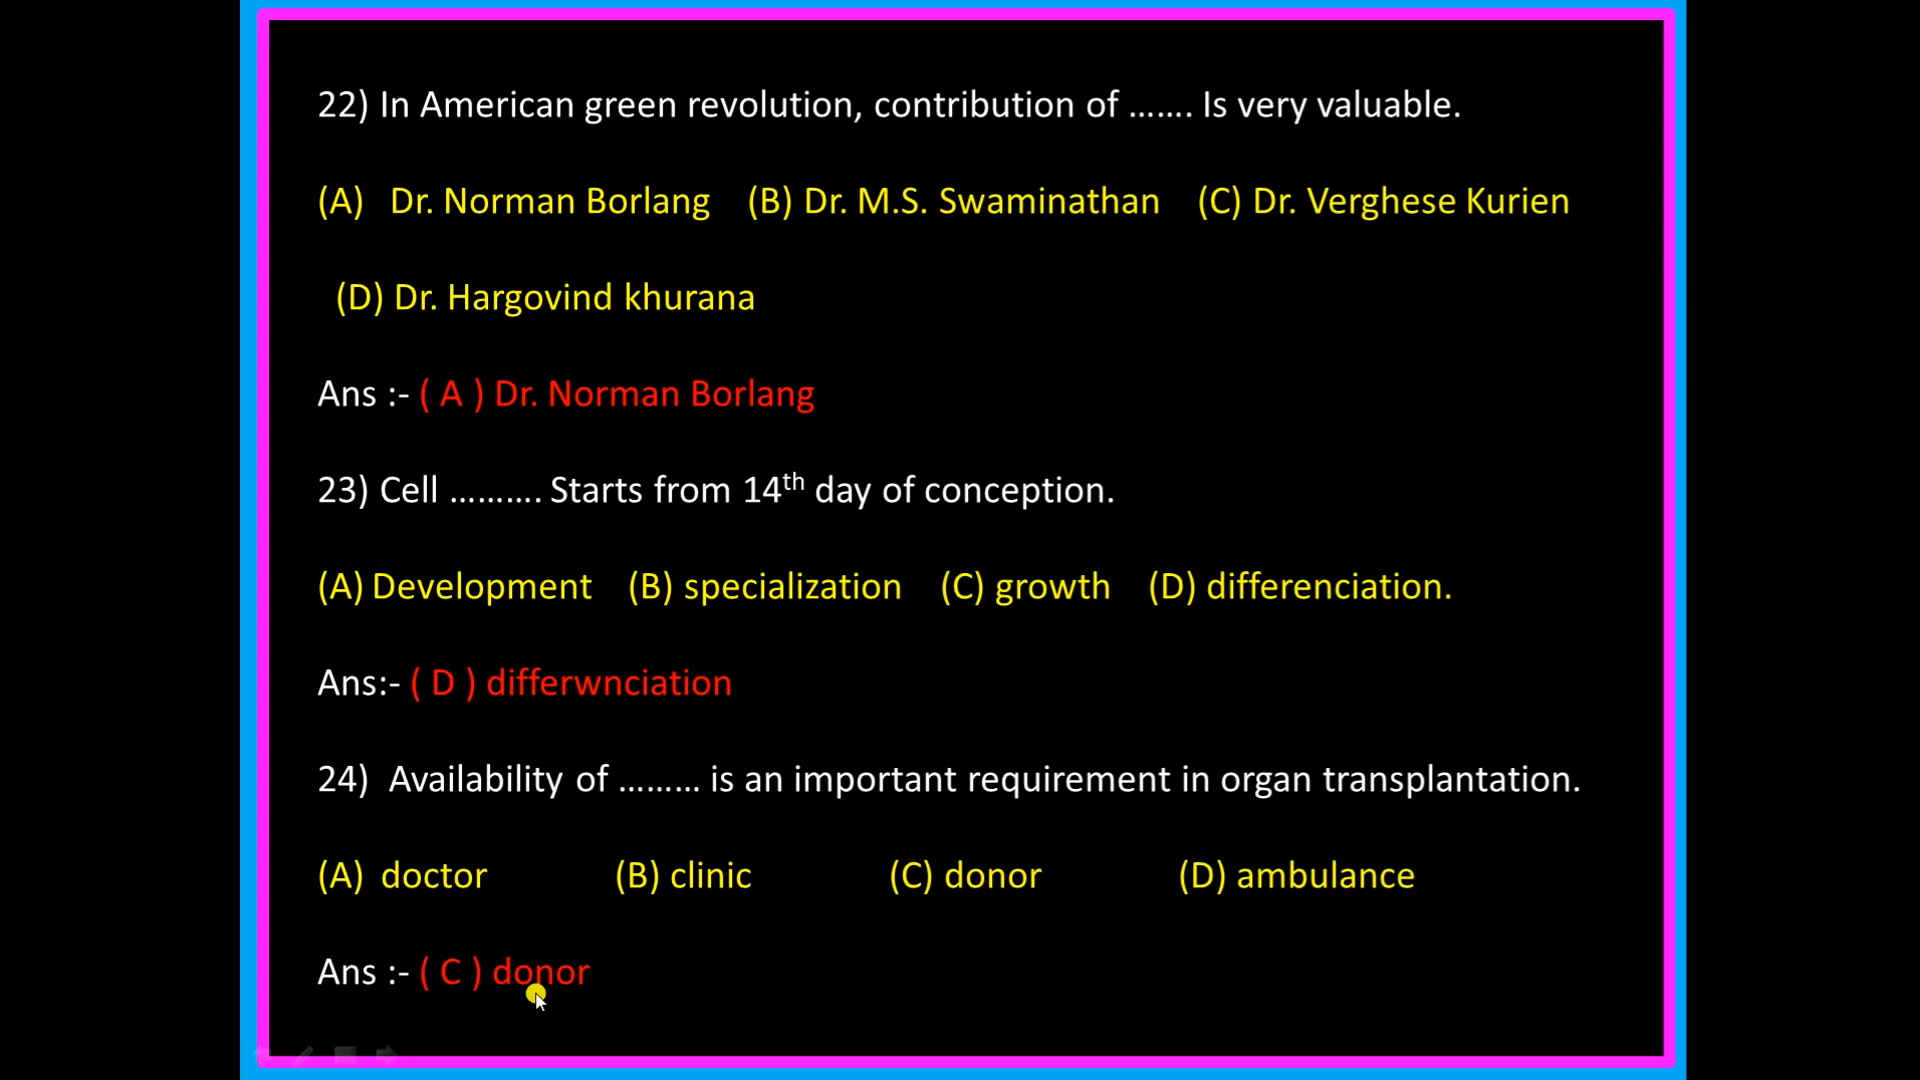 22) In American green revolution, contribution of ....... Is very valuable.
(A) Dr. Norman Borlang (B) Dr. M.S. Swaminathan (C) Dr. Verghese Kurien
(D) Dr. Hargovind khurana
Ans :- ( A ) Dr. Norman Borlang
23) Cell .......... Starts from 14th day of conception.
(A) Development (B) specialization (C) growth (D) differenciation.
Ans:- ( D ) differwnciation
24) Availability of ......... is an important requirement in organ transplantation.
(A) doctor (B) clinic (C) donor (D) ambulance
Ans :- ( C ) donor